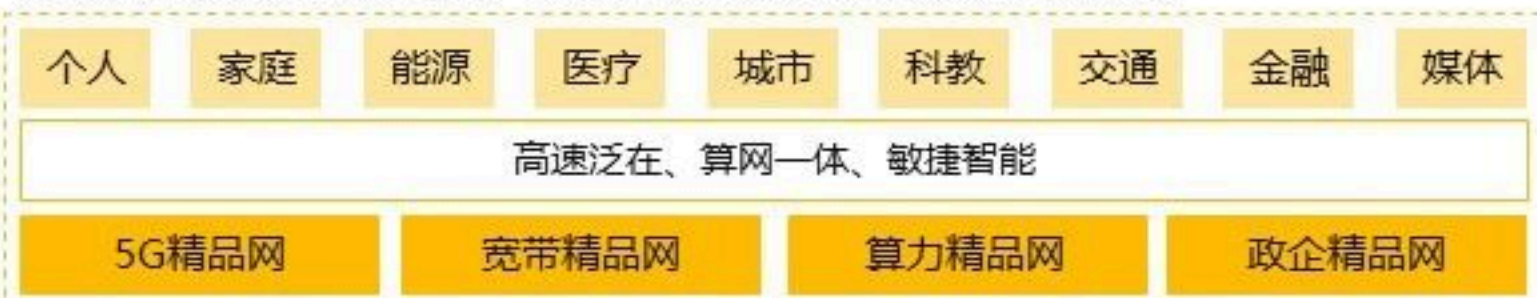 个人 家庭 能源 医疗 城市 科教 交通 金融 媒体
高速泛在、算网一体、敏捷智能
5G精品网 宽带精品网 算力精品网 政企精品网